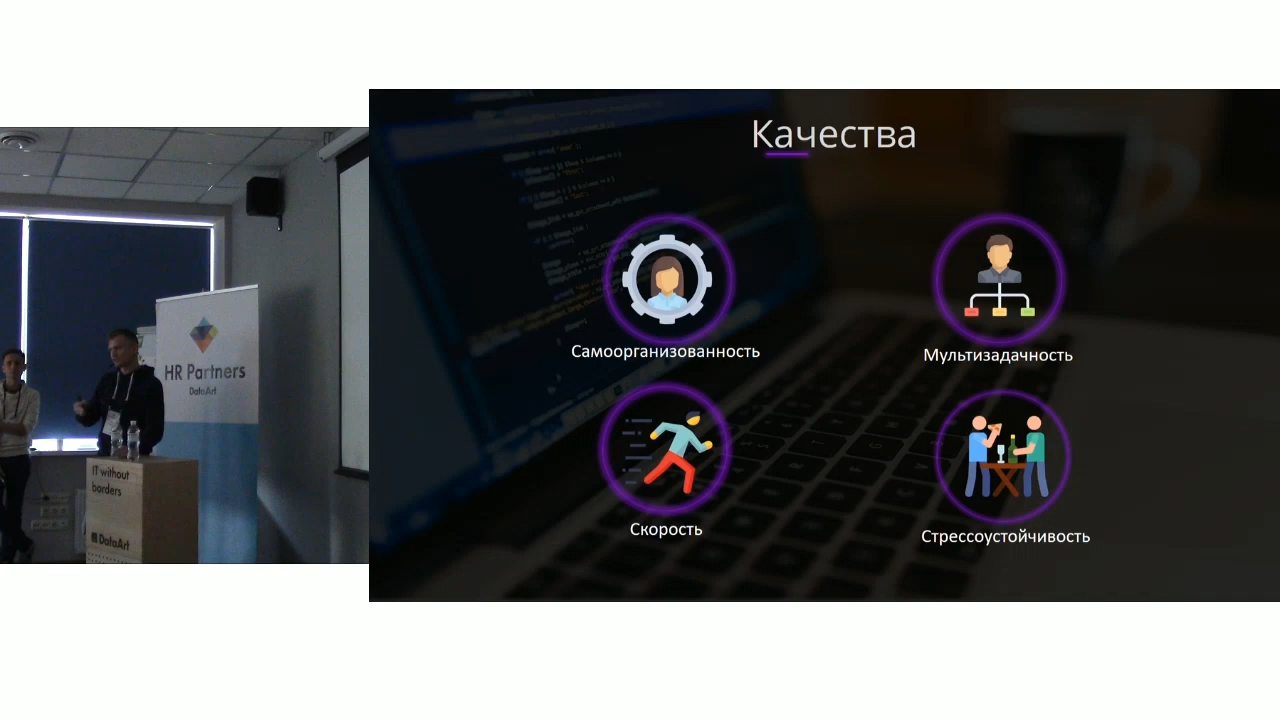 Качества
Самоорганизованность
Мультизадачность
Скорость
Стрессоустойчивость
HR Partners
DataArt
IT without
borders
DataArt